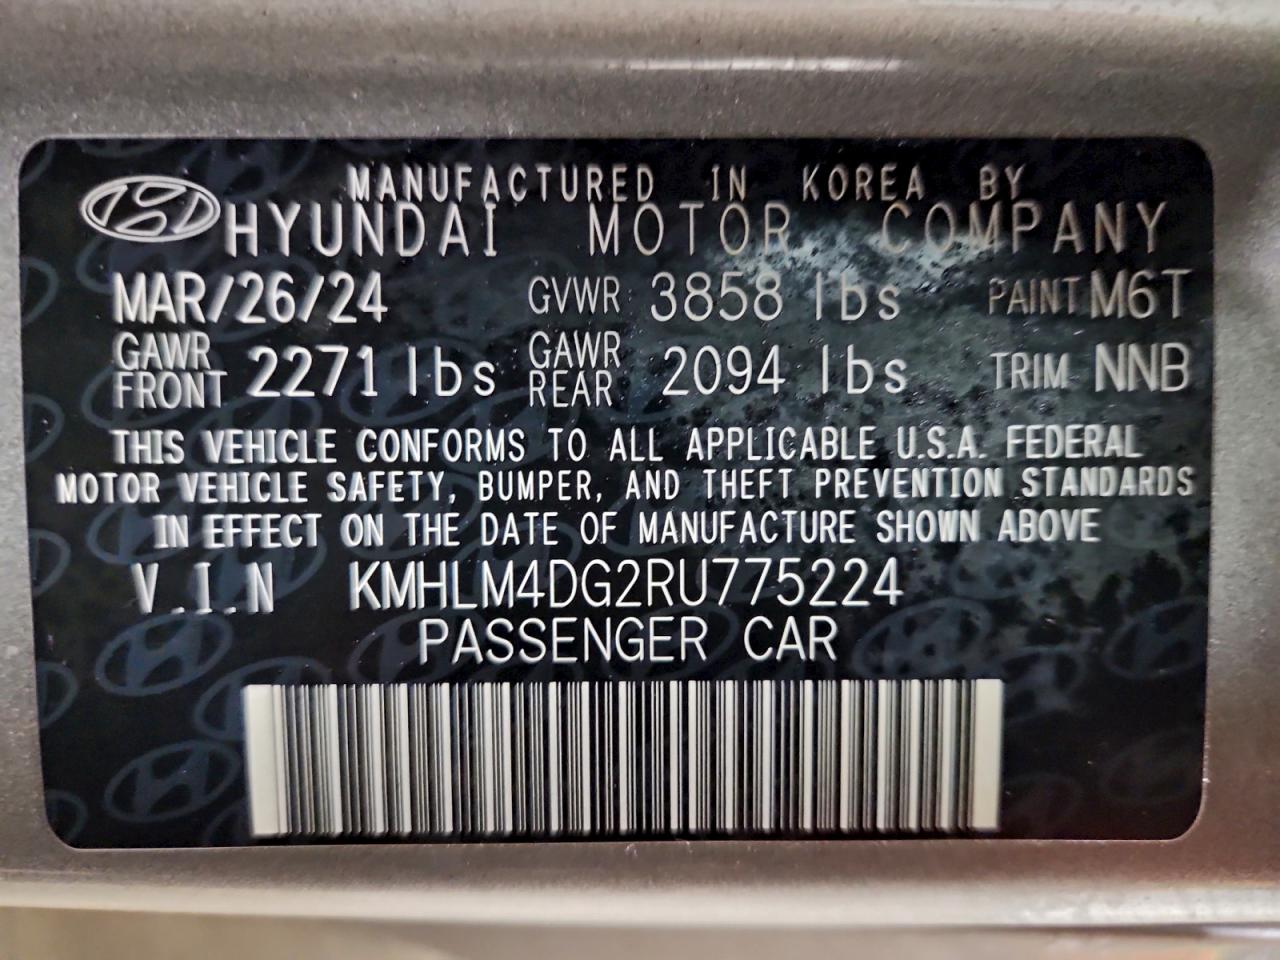 MANUFACTURED IN KOREA BY
HYUNDAI MOTOR COMPANY
MAR/26/24 GVWR 3858 lbs PAINT M6T
GAWR FRONT 2271 lbs GAWR REAR 2094 lbs TRIM NNB
THIS VEHICLE CONFORMS TO ALL APPLICABLE U.S.A. FEDERAL
MOTOR VEHICLE SAFETY, BUMPER, AND THEFT PREVENTION STANDARDS
IN EFFECT ON THE DATE OF MANUFACTURE SHOWN ABOVE
V.I.N KMHLM4DG2RU775224
PASSENGER CAR